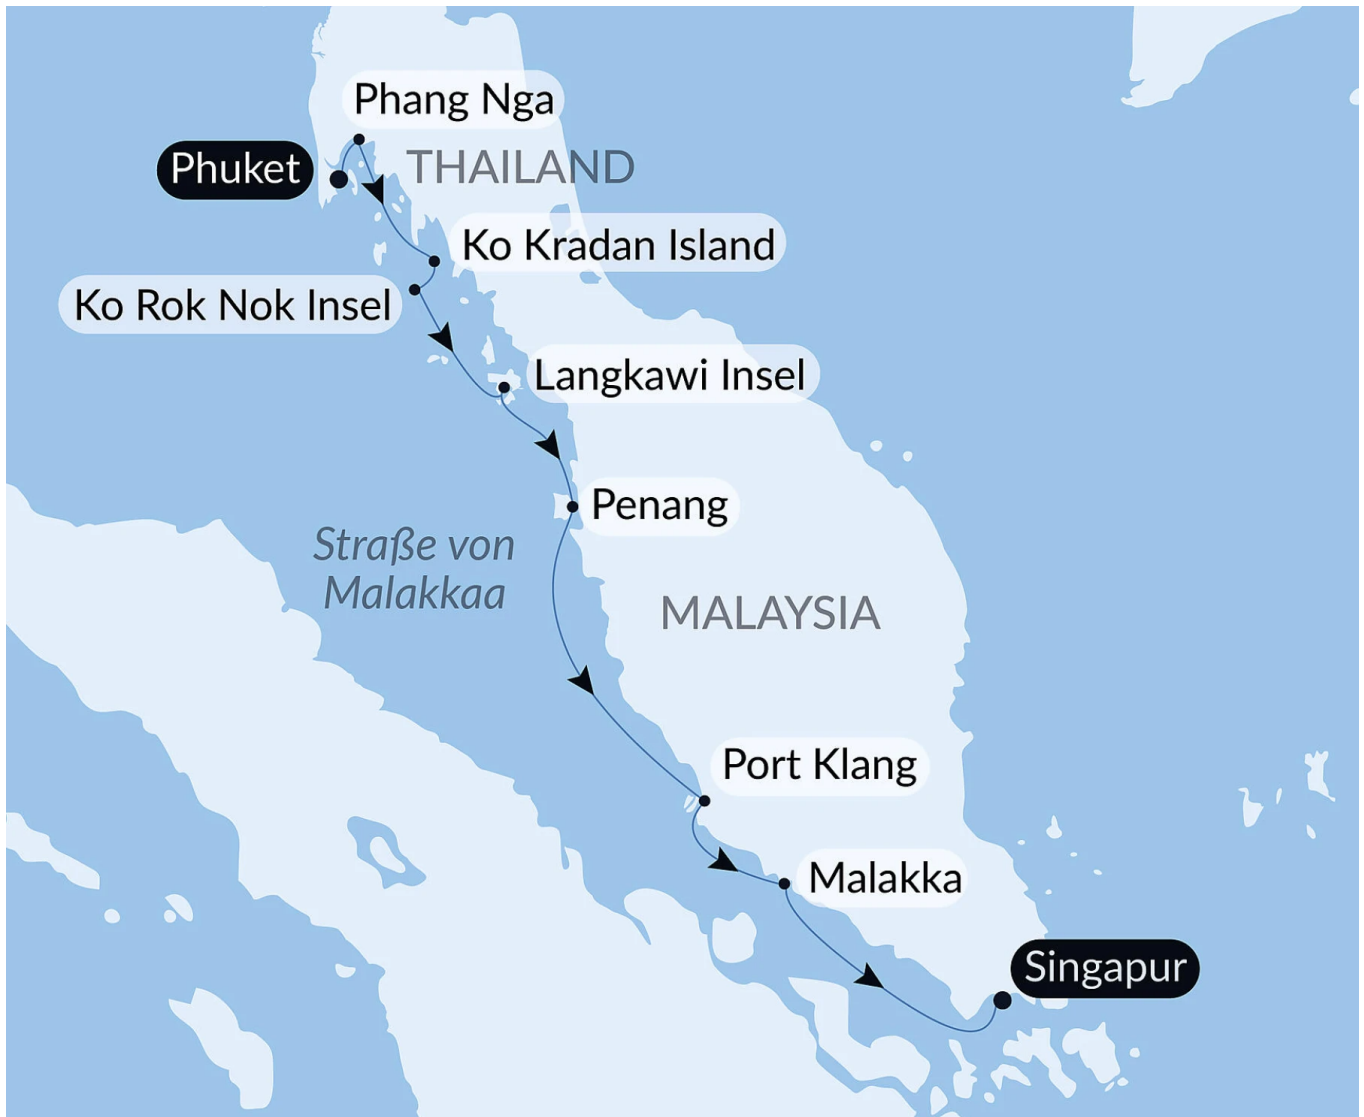 Phang Nga
Phuket
THAILAND
Ko Kradan Island
Ko Rok Nok Insel
Langkawi Insel
Penang
Straße von
Malakkaa
MALAYSIA
Port Klang
Malakka
Singapur